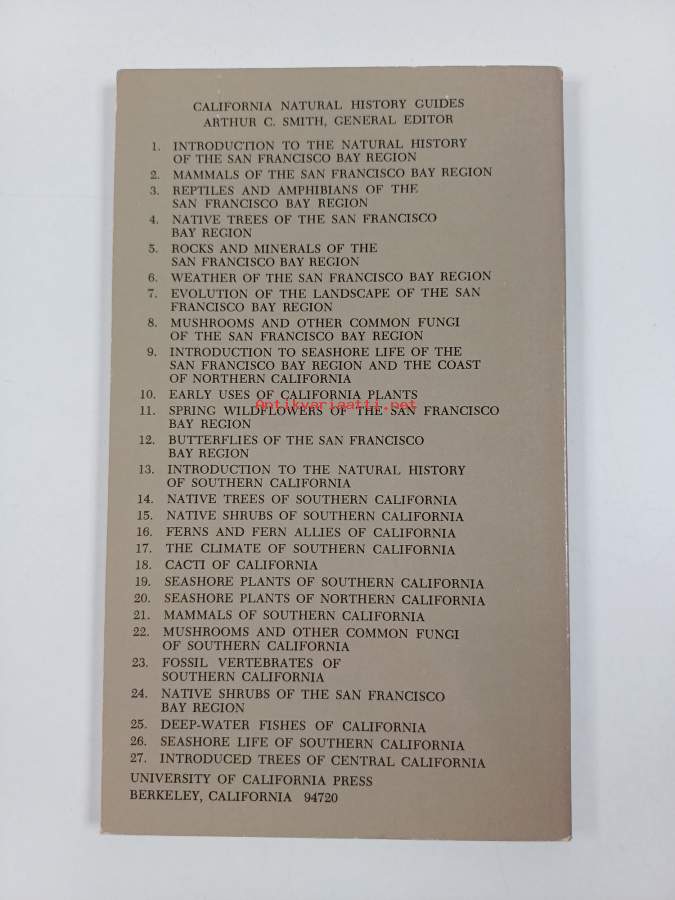 CALIFORNIA NATURAL HISTORY GUIDES
ARTHUR C. SMITH, GENERAL EDITOR
1. INTRODUCTION TO THE NATURAL HISTORY
OF THE SAN FRANCISCO BAY REGION
2. MAMMALS OF THE SAN FRANCISCO BAY REGION
3. REPTILES AND AMPHIBIANS OF THE
SAN FRANCISCO BAY REGION
4. NATIVE TREES OF THE SAN FRANCISCO
BAY REGION
5. ROCKS AND MINERALS OF THE
SAN FRANCISCO BAY REGION
6. WEATHER OF THE SAN FRANCISCO BAY REGION
7. EVOLUTION OF THE LANDSCAPE OF THE SAN
FRANCISCO BAY REGION
8. MUSHROOMS AND OTHER COMMON FUNGI
OF THE SAN FRANCISCO BAY REGION
9. INTRODUCTION TO SEASHORE LIFE OF THE
SAN FRANCISCO BAY REGION AND THE COAST
OF NORTHERN CALIFORNIA
10. EARLY USES OF CALIFORNIA PLANTS
Antikvariaatti.net
11. SPRING WILDFLOWERS OF THE SAN FRANCISCO
BAY REGION
12. BUTTERFLIES OF THE SAN FRANCISCO
BAY REGION
13. INTRODUCTION TO THE NATURAL HISTORY
OF SOUTHERN CALIFORNIA
14. NATIVE TREES OF SOUTHERN CALIFORNIA
15. NATIVE SHRUBS OF SOUTHERN CALIFORNIA
16. FERNS AND FERN ALLIES OF CALIFORNIA
17. THE CLIMATE OF SOUTHERN CALIFORNIA
18. CACTI OF CALIFORNIA
19. SEASHORE PLANTS OF SOUTHERN CALIFORNIA
20. SEASHORE PLANTS OF NORTHERN CALIFORNIA
21. MAMMALS OF SOUTHERN CALIFORNIA
22. MUSHROOMS AND OTHER COMMON FUNGI
OF SOUTHERN CALIFORNIA
23. FOSSIL VERTEBRATES OF
SOUTHERN CALIFORNIA
24. NATIVE SHRUBS OF THE SAN FRANCISCO
BAY REGION
25. DEEP-WATER FISHES OF CALIFORNIA
26. SEASHORE LIFE OF SOUTHERN CALIFORNIA
27. INTRODUCED TREES OF CENTRAL CALIFORNIA
UNIVERSITY OF CALIFORNIA PRESS
BERKELEY, CALIFORNIA 94720